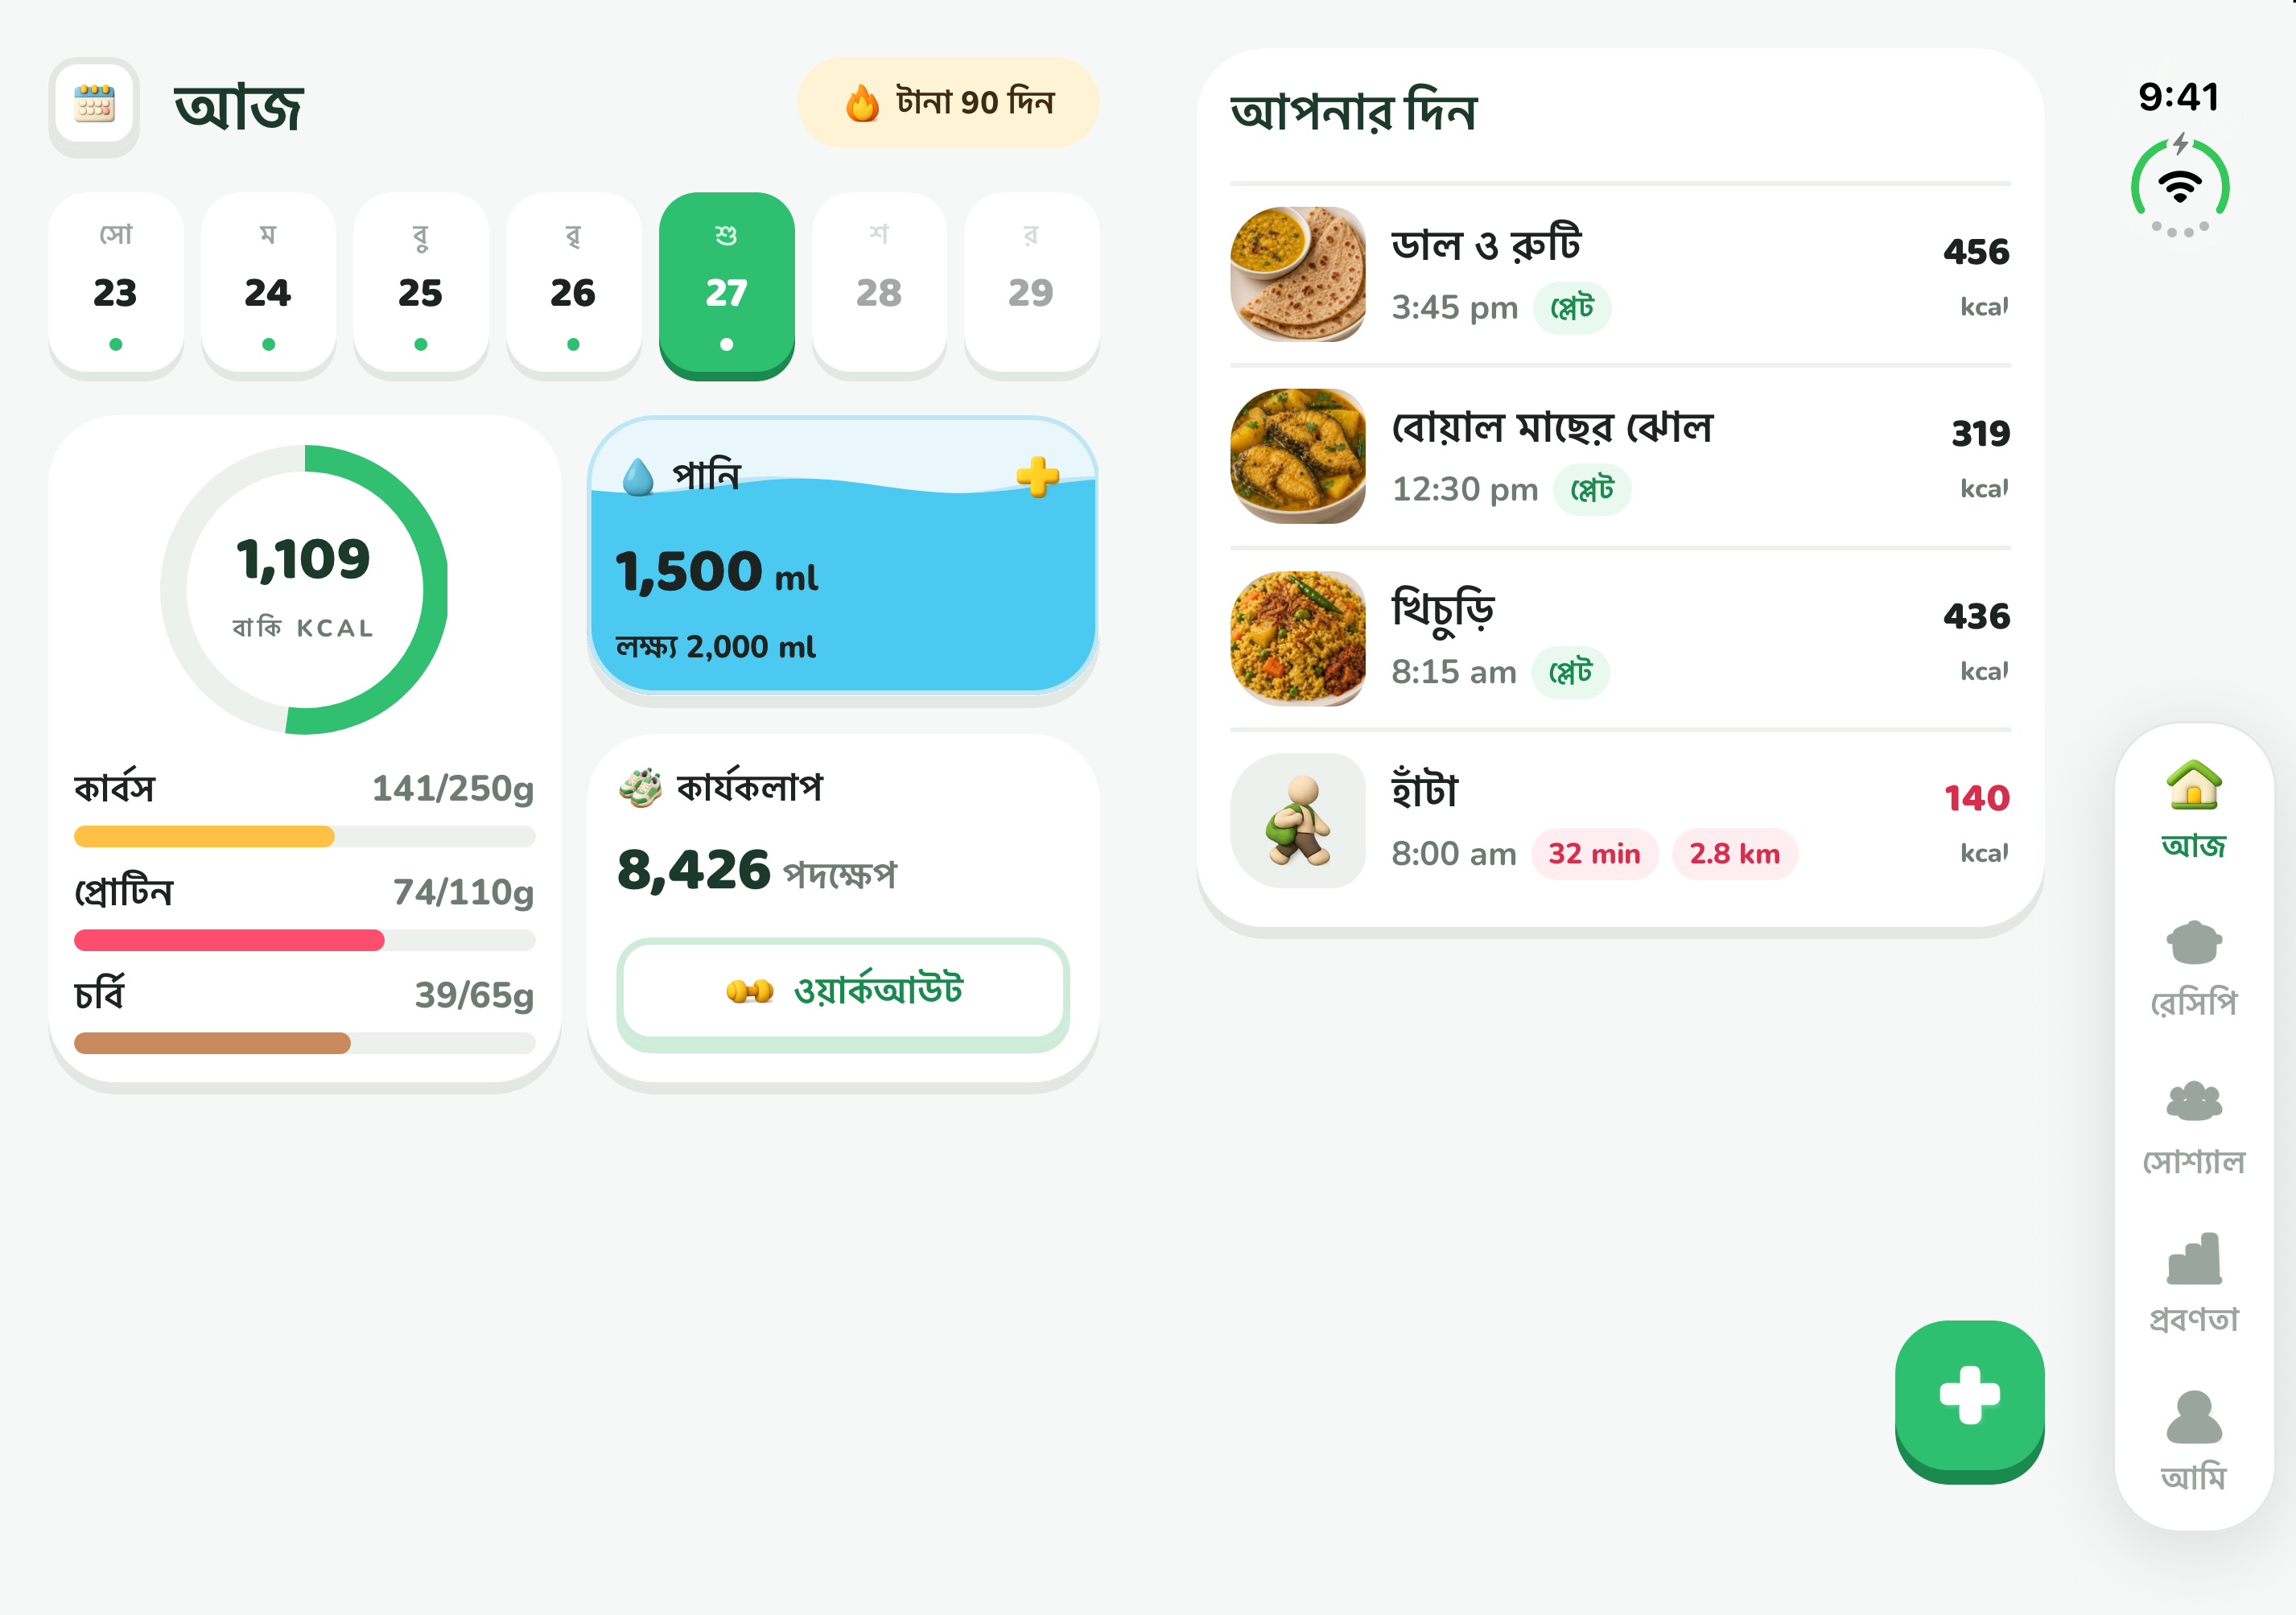 আজ
🔥 টানা 90 দিন
সো ম বু বৃ শু শ র
23 24 25 26 27 28 29
1,109
বাকি KCAL
কার্বস 141/250g
প্রোটিন 74/110g
চর্বি 39/65g
পানি
1,500 ml
লক্ষ্য 2,000 ml
কার্যকলাপ
8,426 পদক্ষেপ
ওয়ার্কআউট
আপনার দিন
ডাল ও রুটি 456
3:45 pm প্লেট kcal
বোয়াল মাছের ঝোল 319
12:30 pm প্লেট kcal
খিচুড়ি 436
8:15 am প্লেট kcal
হাঁটা 140
8:00 am 32 min 2.8 km kcal
9:41
আজ
রেসিপি
সোশ্যাল
প্রবণতা
আমি